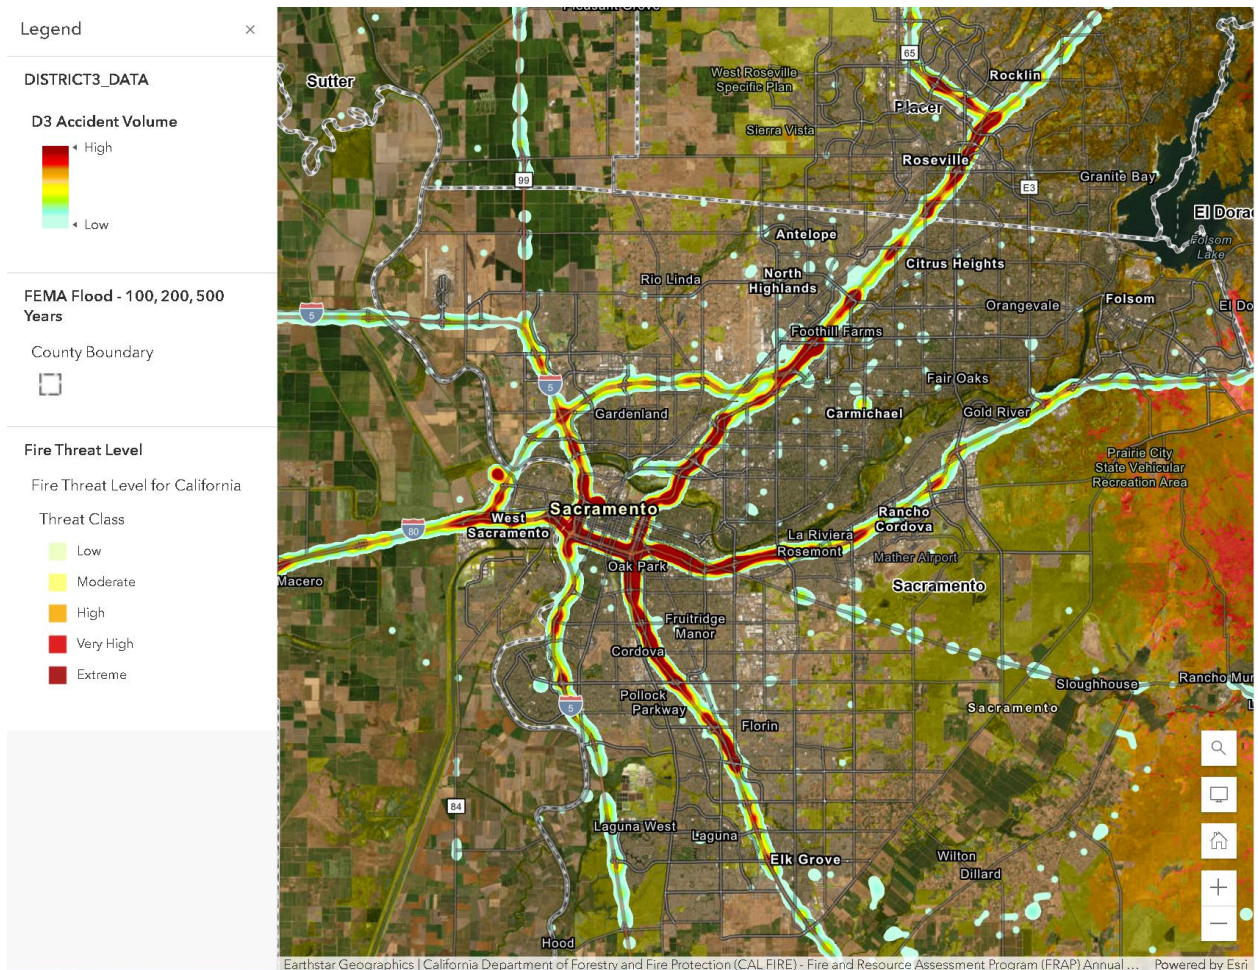 Legend
DISTRICT3_DATA
D3 Accident Volume
High
Low
FEMA Flood - 100, 200, 500
Years
County Boundary
Fire Threat Level
Fire Threat Level for California
Threat Class
Low
Moderate
High
Very High
Extreme
Pleasant Grove
65
Sutter
West Roseville
Specific Plan
Rocklin
Placer
Sierra Vista
Roseville
99
E3
Granite Bay
El Dorad
Folsom
Lake
Antelope
Citrus Heights
Rio Linda
North
Highlands
Orangevale
Folsom
El Do
5
Foothill Farms
5
Fair Oaks
Gardenland
Carmichael
Gold River
Prairie City
State Vehicular
Recreation Area
Sacramento
West
Sacramento
80
Rancho
Cordova
La Riviera
Rosemont
Mather Airport
Oak Park
Macero
Sacramento
Fruitridge
Manor
Cordova
Pollock
Parkway
Sloughhouse
Rancho Mur
5
Florin
Sacramento
84
Laguna West
Laguna
Elk Grove
Wilton
Dillard
Hood
Earthstar Geographics | California Department of Forestry and Fire Protection (CAL FIRE) - Fire and Resource Assessment Program (FRAP) Annual ...
Powered by Esri